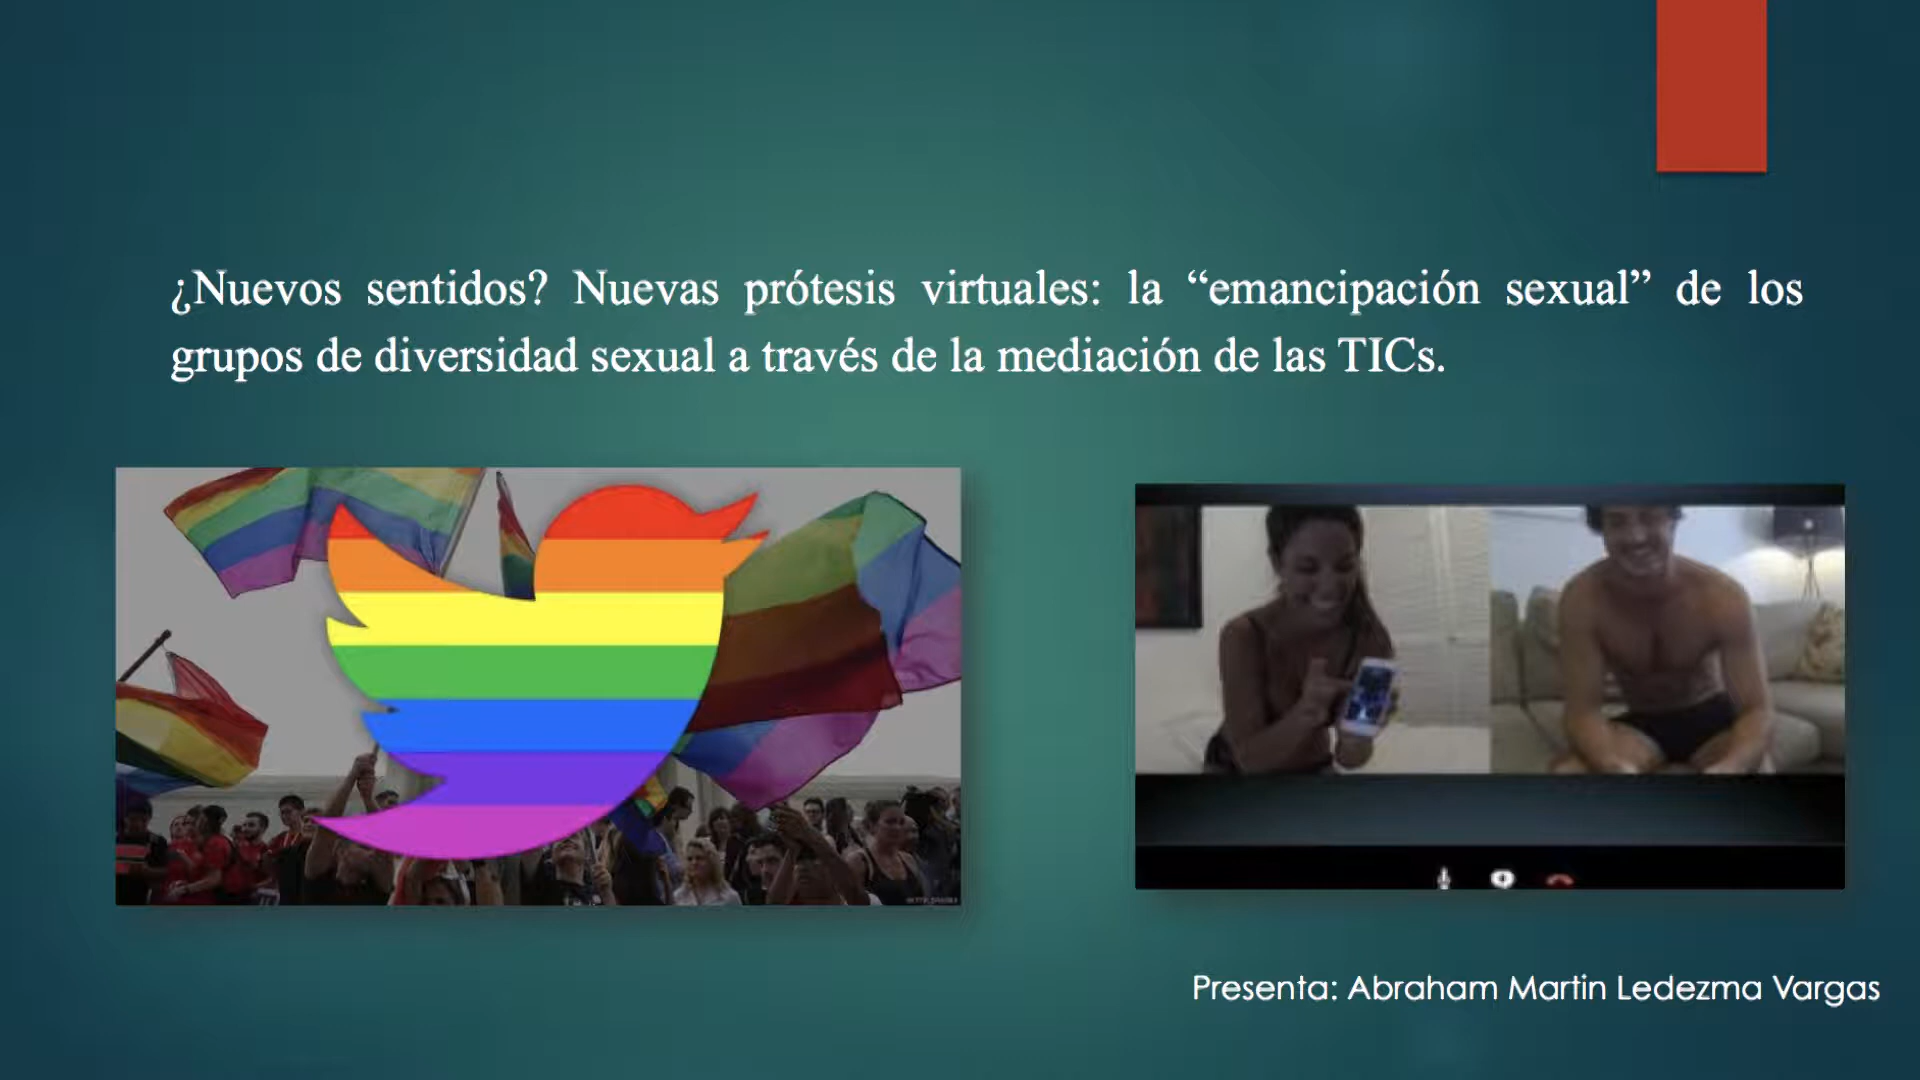 ¿Nuevos sentidos? Nuevas prótesis virtuales: la “emancipación sexual” de los
grupos de diversidad sexual a través de la mediación de las TICs.
Presenta: Abraham Martin Ledezma Vargas